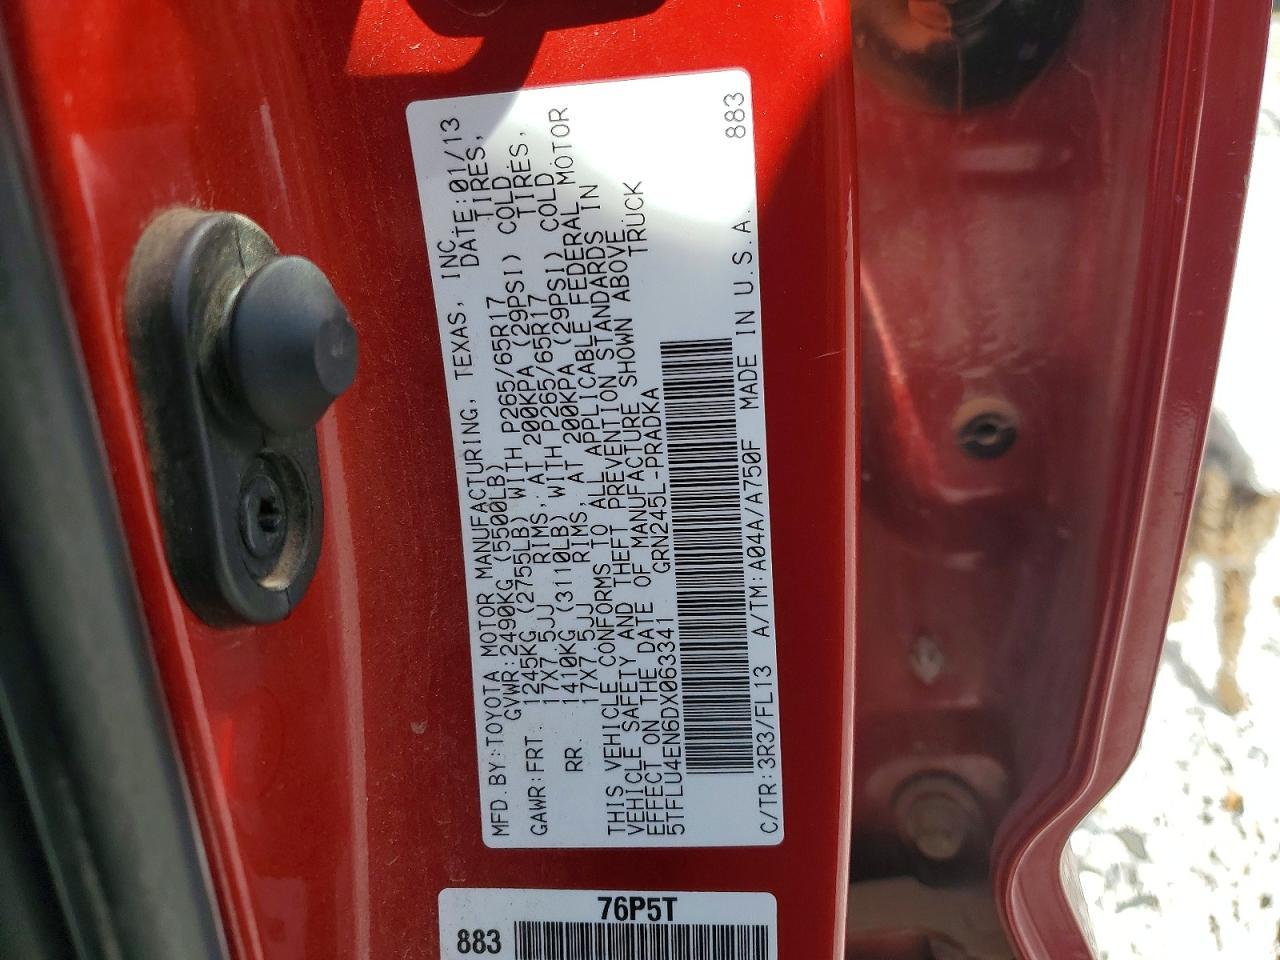 MFD.BY:TOYOTA MOTOR MANUFACTURING, TEXAS, INC
GVWR:2490KG(5500LB) DATE:01/13
GAWR:FRT. 1245KG (2755LB) WITH P265/65R17 TIRES,
17X7.5JJ RIMS, AT 200KPA (29PSI) COLD
RR. 1410KG (3110LB) WITH P265/65R17 TIRES,
17X7.5JJ RIMS, AT 200KPA (29PSI) COLD
THIS VEHICLE CONFORMS TO ALL APPLICABLE FEDERAL MOTOR
VEHICLE SAFETY AND THEFT PREVENTION STANDARDS IN
EFFECT ON THE DATE OF MANUFACTURE SHOWN ABOVE.
5TFLU4EN6DX063341 GRN245L-PRADKA TRUCK
C/TR:3R3/FL13 A/TM:A04A/A750F MADE IN U.S.A. 883
76P5T
883